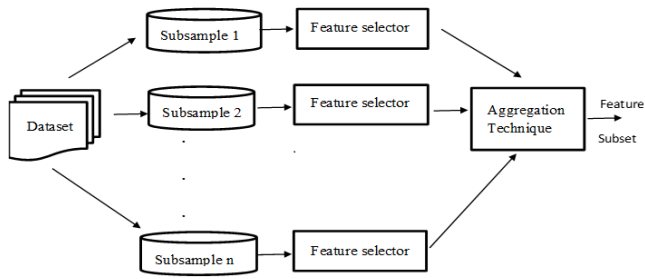 Subsample 1
Feature selector
Dataset
Subsample 2
Feature selector
Aggregation
Technique
Feature
Subset
Subsample n
Feature selector